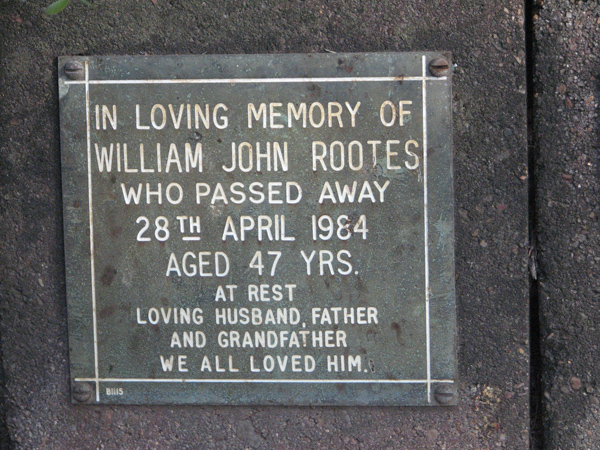 IN LOVING MEMORY OF
WILLIAM JOHN ROOTES
WHO PASSED AWAY
28TH APRIL 1984
AGED 47 YRS.
AT REST
LOVING HUSBAND, FATHER
AND GRANDFATHER
WE ALL LOVED HIM.
B1115